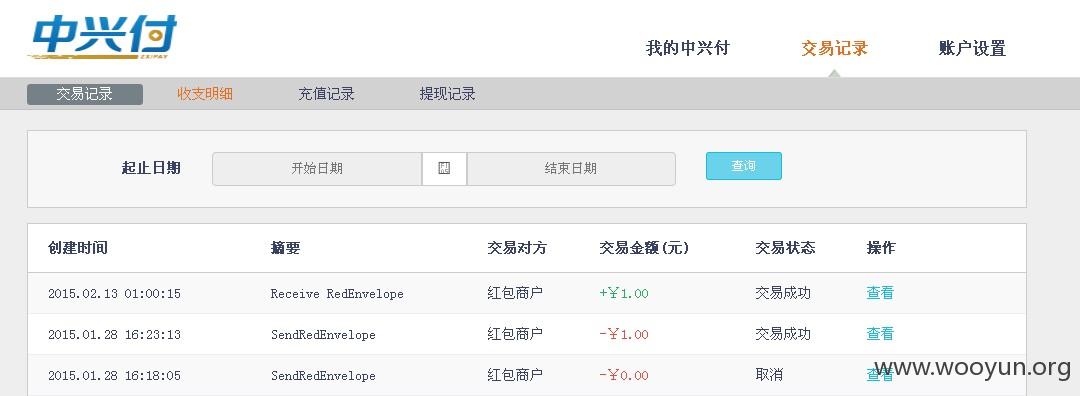 中兴付
ZXIPAY
我的中兴付 交易记录 账户设置
交易记录 收支明细 充值记录 提现记录
起止日期 开始日期 结束日期 查询
创建时间 摘要 交易对方 交易金额(元) 交易状态 操作
2015.02.13 01:00:15 Receive RedEnvelope 红包商户 +￥1.00 交易成功 查看
2015.01.28 16:23:13 SendRedEnvelope 红包商户 -￥1.00 交易成功 查看
2015.01.28 16:18:05 SendRedEnvelope 红包商户 -￥0.00 取消 查看
www.wooyun.org